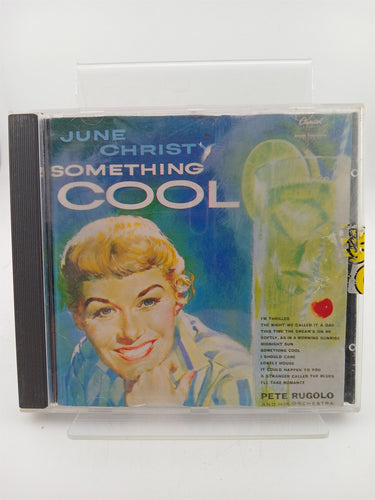 JUNE
CHRISTY
SOMETHING
COOL
Capitol
I'M THRILLED
THE NIGHT WE CALLED IT A DAY
THIS TIME THE DREAM'S ON ME
SOFTLY, AS IN A MORNING SUNRISE
MIDNIGHT SUN
SOMETHING COOL
I SHOULD CARE
LONELY HOUSE
IT COULD HAPPEN TO YOU
A STRANGER CALLED THE BLUES
I'LL TAKE ROMANCE
PETE RUGOLO
AND HIS ORCHESTRA